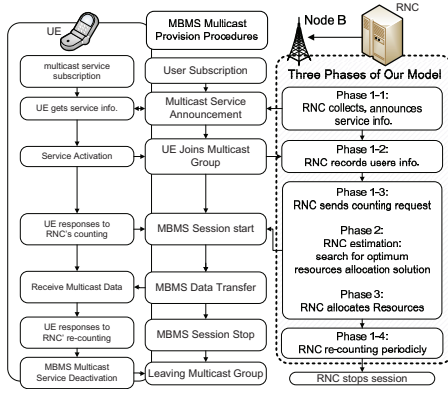 UE
MBMS Multicast
Provision Procedures
Node B
RNC
multicast service
subscription
UE gets service info.
Service Activation
UE responses to
RNC's counting
Receive Multicast Data
UE responses to
RNC' re-counting
MBMS Multicast
Service Deactivation
User Subscription
Multicast Service
Announcement
UE Joins Multicast
Group
MBMS Session start
MBMS Data Transfer
MBMS Session Stop
Leaving Multicast Group
Three Phases of Our Model
Phase 1-1:
RNC collects, announces
service info.
Phase 1-2:
RNC records users info.
Phase 1-3:
RNC sends counting request
Phase 2:
RNC estimation:
search for optimum
resources allocation solution
Phase 3:
RNC allocates Resources
Phase 1-4:
RNC re-counting periodicly
RNC stops session